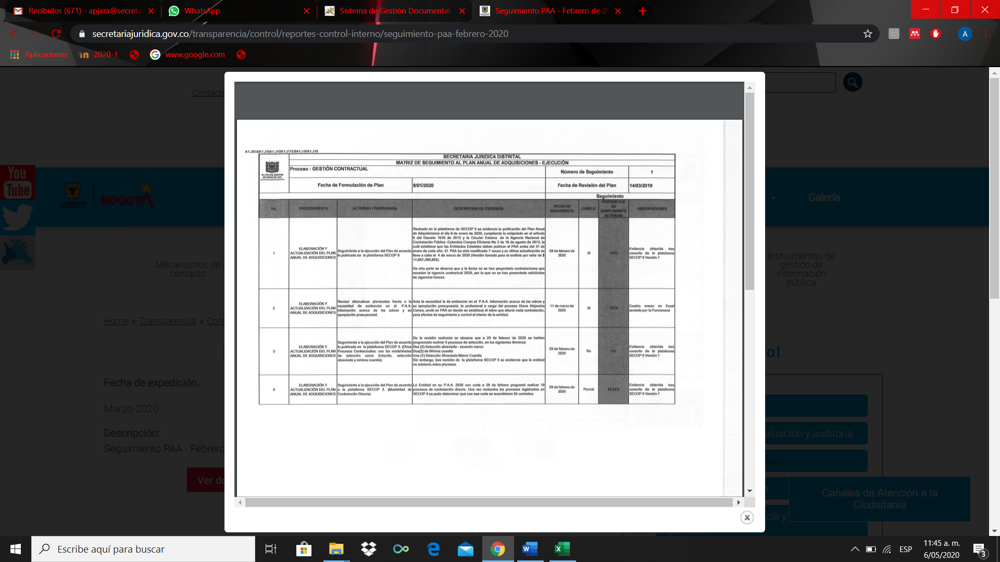 Recibidos (671) - apjara@secreta
WhatsApp
Sistema de Gestión Documental
Seguimiento PAA - Febrero de 20
secretariajuridica.gov.co/transparencia/control/reportes-control-interno/seguimiento-paa-febrero-2020
A
Aplicaciones
2020-1
www.google.com
Contácte
You
Tube
BOGOTÁ
Galería
Mecanismos de
contacto
Instrumentos de
gestión de
información
pública
Home » Transparencia » Con
ol
Fecha de expedición:
Marzo 2020
Descripción:
Seguimiento PAA - Febrero
Ver do
aluación y auditoria
Canales de Atención a la
Ciudadanía
cia y
supervisión
A1:J9E8A1:J10A1:J10A1:J11E8A1:J10A1:J10
ALCALDIA MAYOR
DE BOGOTÁ D.C.
SECRETARIA JURIDICA DISTRITAL
MATRIZ DE SEGUIMIENTO AL PLAN ANUAL DE ADQUISICIONES - EJECUCIÓN
Proceso : GESTIÓN CONTRACTUAL
Número de Seguimiento
1
Fecha de Formulación de Plan
8/01/2020
Fecha de Revisión del Plan
14/03/2019
Seguimiento
No.
PROCEDIMIENTO
ACTIVIDAD PROGRAMADA
DESCRIPCION DE EVIDENCIA
FECHA DE
SEGUIMIENTO
CUMPLE
PORCENTAJE
DE
CUMPLIMIENTO
ACTIVIDAD
OBSERVACIONES
1
ELABORACIÓN Y
ACTUALIZACIÓN DEL PLAN
ANUAL DE ADQUISICIONES
Seguimiento a la ejecución del Plan de acuerdo
lo publicado en la plataforma SECOP II
Revisado en la plataforma de SECOP II se evidencio la publicación del Plan Anual
de Adquisiciones el día 8 de enero de 2020, cumpliendo lo estipulado en el artículo
6 del Decreto 1510 de 2013 y la Circular Externa de la Agencia Nacional de
Contratación Pública -Colombia Compra Eficiente No 2 de 16 de agosto de 2013, la
cuál establece que las Entidades Estatales deben publicar el PAA antes del 31 de
enero de cada año. El PAA ha sido modificado 7 veces y su última actualización se
llevo a cabo el 4 de marzo de 2020 (Versión tomada para el análisis por valor de $
11,667,490,994).
De otra parte se observa que a la fecha no se han proyectado contrataciones que
excedan la vigencia contractual 2020, por lo que no se han presentado solicitudes
de vigencias futuras.
29 de febrero de
2020
SI
100%
Evidencia obtenida tras
consulta de la plataforma
SECOP II Versión 7
2
ELABORACIÓN Y
ACTUALIZACIÓN DEL PLAN
ANUAL DE ADQUISICIONES
Revisar alternativas planteadas frente a la
necesidad de evidenciar en el P.A.A.
información acerca de los rubros y su
apropiación presupuestal.
Ante la necesidad la de evidenciar en el P.A.A. información acerca de los rubros y
su apropiación presupuestal, la profesional a cargo del proceso Diana Alejandra
Correa, envió un PAA en donde se establece el rubro que afecta cada contratación,
para efectos de seguimiento y control al interior de la entidad.
11 de marzo de
2020
SI
100%
Cuadro anexo en Excel
enviado por la Funcionaria
3
ELABORACIÓN Y
ACTUALIZACIÓN DEL PLAN
ANUAL DE ADQUISICIONES
Seguimiento a la ejecución del Plan de acuerdo
lo publicado en la plataforma SECOP II. (Otros
Procesos Contractuales: con las modalidades
de selección como licitación, selección
abreviada y mínima cuantía)
De la revisión realizada se observa que a 29 de febrero de 2020 se habían
programado realizar 5 procesos de selección, en los siguientes términos:
Dos (2) Selección abreviada - acuerdo marco
Dos(2) de Mínima cuantía
Una (1) Selección Abreviada Menor Cuantía
Sin embargo, tras revisión de la plataforma SECOP II se evidencia que la entidad
no adelanto estos procesos.
29 de febrero de
2020
No
0%
Evidencia obtenida tras
consulta de la plataforma
SECOP II Versión 7
4
ELABORACIÓN Y
ACTUALIZACIÓN DEL PLAN
ANUAL DE ADQUISICIONES
Seguimiento a la ejecución del Plan de acuerdo
a la plataforma SECOP II. (Modalidad de
Contratación Directa)
La Entidad en su P.A.A. 2020 con corte a 29 de febrero programó realizar 79
procesos de contratación directa. Una vez revisados los procesos registrados en
SECOP II se pudo determinar que con ese corte se suscribieron 55 contratos.
29 de febrero de
2020
Parcial
69,62%
Evidencia obtenida tras
consulta de la plataforma
SECOP II Versión 7
Escribe aquí para buscar
ESP
11:45 a. m.
6/05/2020
3